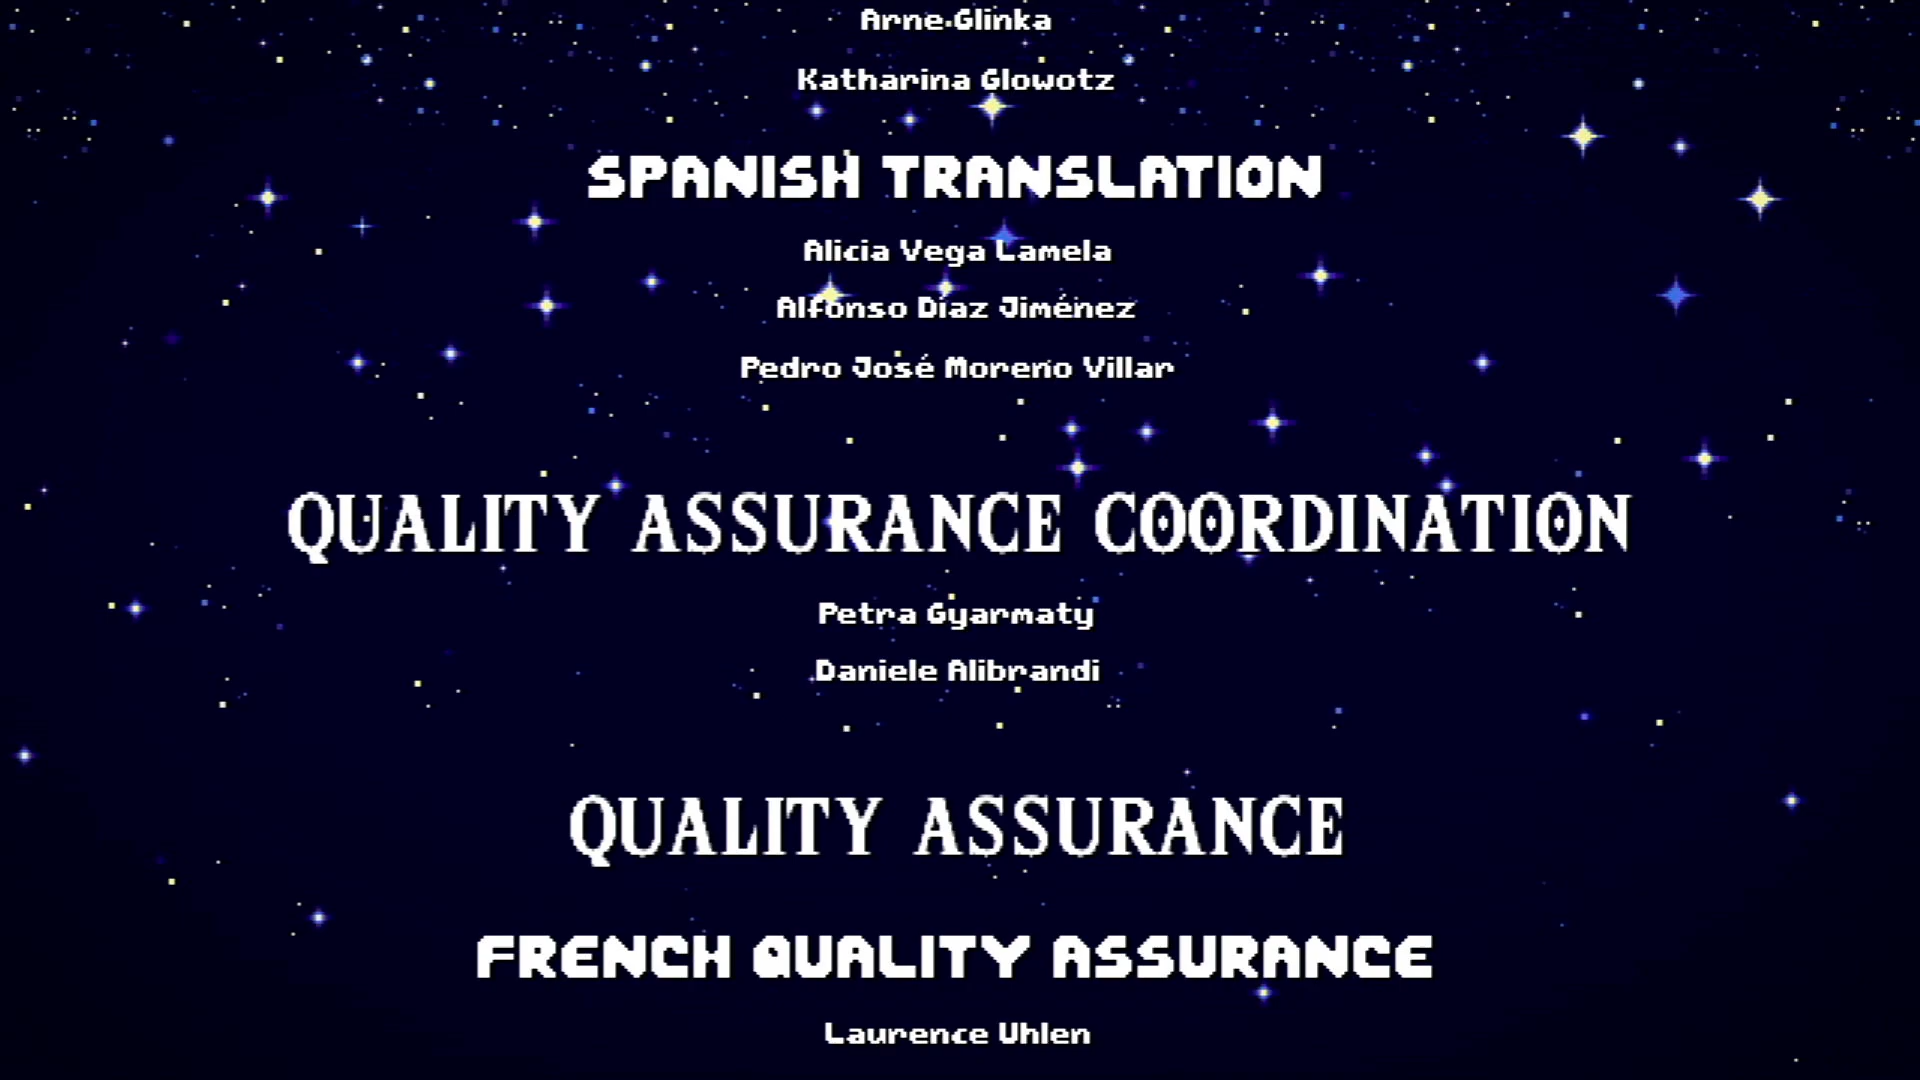 Arne Glinka
Katharina Glowotz
SPANISH TRANSLATION
Alicia Vega Lamela
Alfonso Díaz Jiménez
Pedro José Moreno Villar
QUALITY ASSURANCE COORDINATION
Petra Gyarmaty
Daniele Alibrandi
QUALITY ASSURANCE
FRENCH QUALITY ASSURANCE
Laurence Uhlen